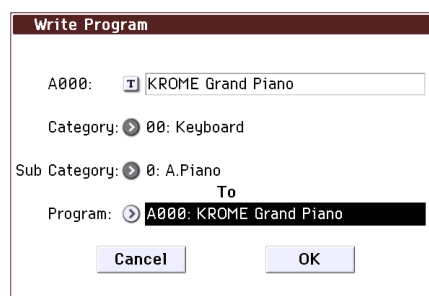 Write Program
A000: T KROME Grand Piano
Category: 00: Keyboard
Sub Category: 0: A.Piano
To
Program: A000: KROME Grand Piano
Cancel OK